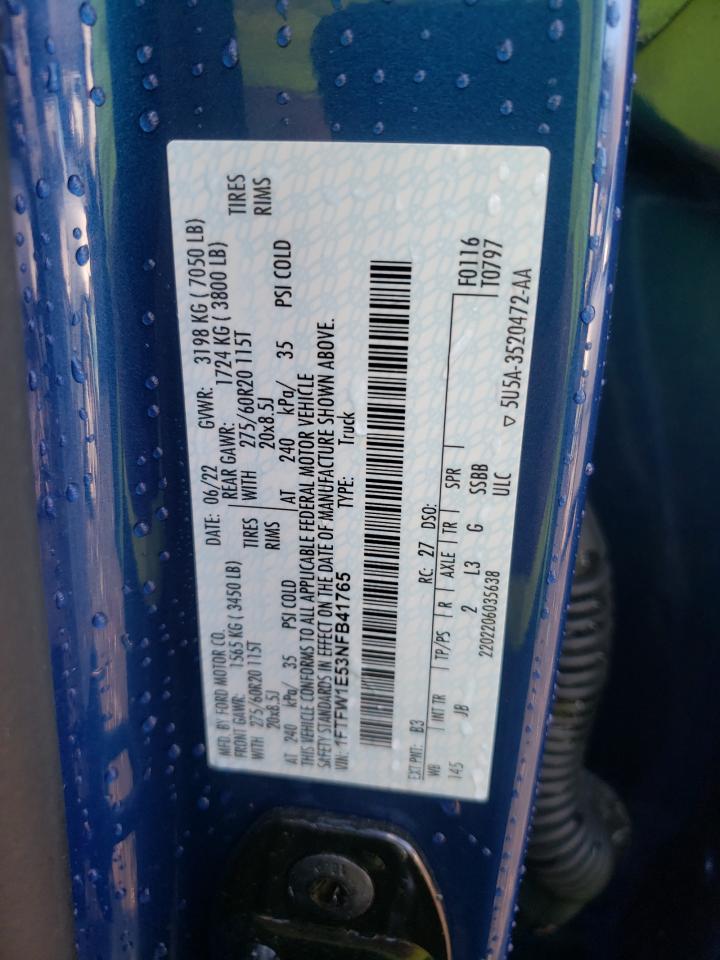 MFD. BY FORD MOTOR CO. DATE: 06/22 GVWR: 3198 KG ( 7050 LB)
FRONT GAWR: 1565 KG ( 3450 LB) REAR GAWR: 1724 KG ( 3800 LB)
WITH 275/60R20 115T TIRES WITH 275/60R20 115T TIRES
20x8.5J RIMS 20x8.5J RIMS
AT 240 kPa/ 35 PSI COLD AT 240 kPa/ 35 PSI COLD
THIS VEHICLE CONFORMS TO ALL APPLICABLE FEDERAL MOTOR VEHICLE
SAFETY STANDARDS IN EFFECT ON THE DATE OF MANUFACTURE SHOWN ABOVE.
VIN: 1FTFW1E53NFB41765 TYPE: Truck
EXT PNT: B3 RC: 27 DSO: F0116
WB INT TR TP/PS R AXLE TR SPR T0797
145 JB 2 L3 G SSBB
ULC
2202206035638 5U5A-3520472-AA